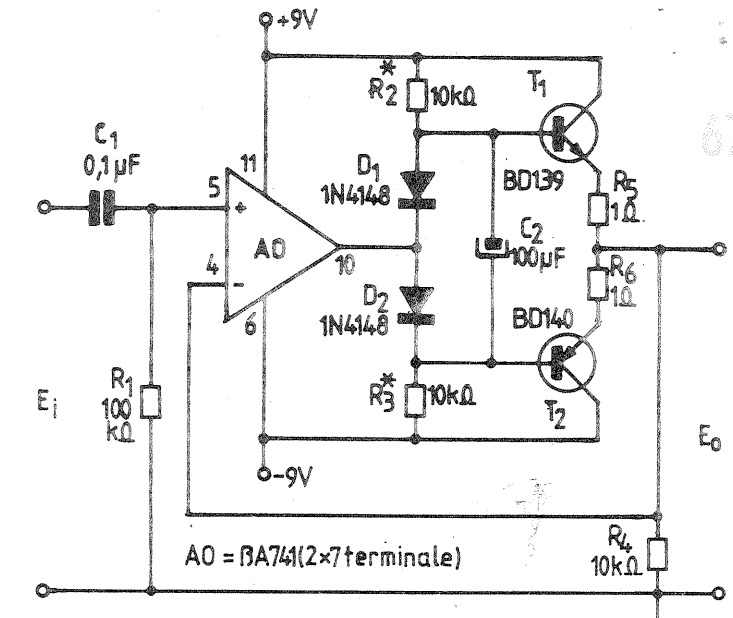 +9V
*
R2
10kΩ
T1
C1
0,1µF
11
D1
1N4148
BD139
R5
1Ω
5
+
AO
10
C2
100µF
4
-
D2
1N4148
R6
1Ω
BD140
6
R1
100
kΩ
Ei
*
R3
10kΩ
T2
Eo
-9V
R4
10kΩ
AO = βA741(2×7 terminale)